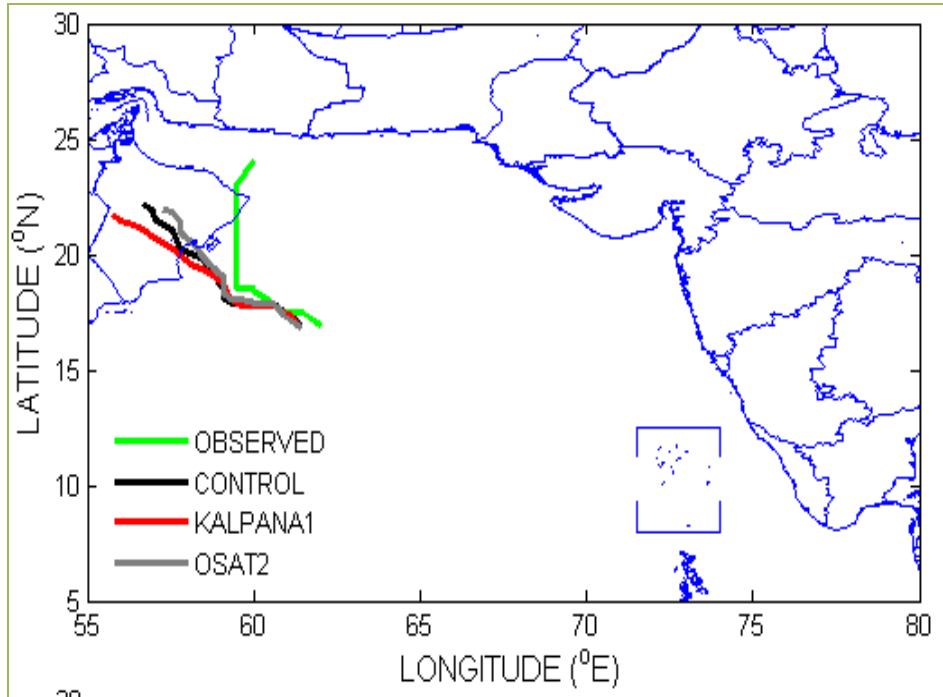 30
25
20
15
10
5
LATITUDE (⁰N)
OBSERVED
CONTROL
KALPANA1
OSAT2
55 60 65 70 75 80
LONGITUDE (⁰E)